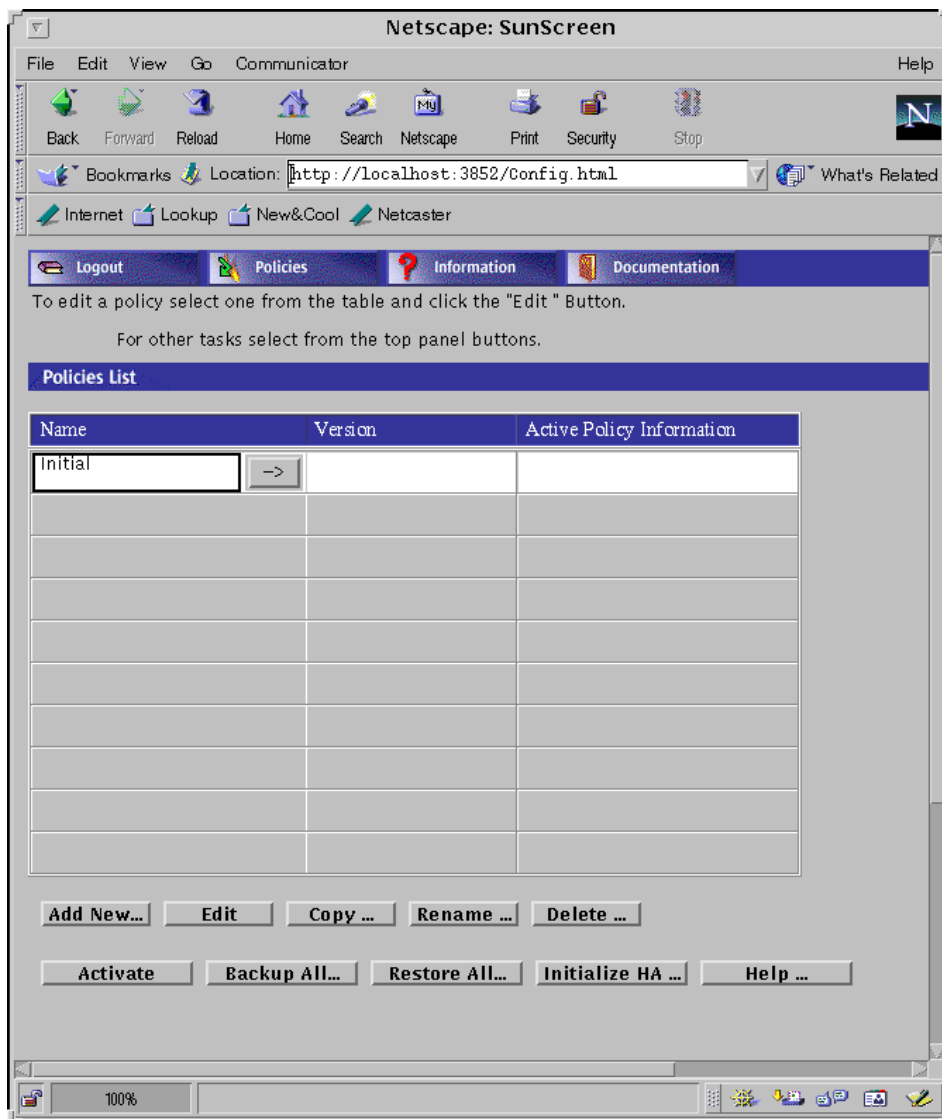 Netscape: SunScreen
File Edit View Go Communicator Help
Back Forward Reload Home Search Netscape Print Security Stop
My
N
Bookmarks Location: http://localhost:3852/Config.html What's Related
Internet Lookup New&Cool Netcaster
Logout Policies Information Documentation
To edit a policy select one from the table and click the "Edit " Button.
For other tasks select from the top panel buttons.
Policies List
Name Version Active Policy Information
Initial -->
Add New... Edit Copy ... Rename ... Delete ...
Activate Backup All... Restore All... Initialize HA ... Help ...
100%